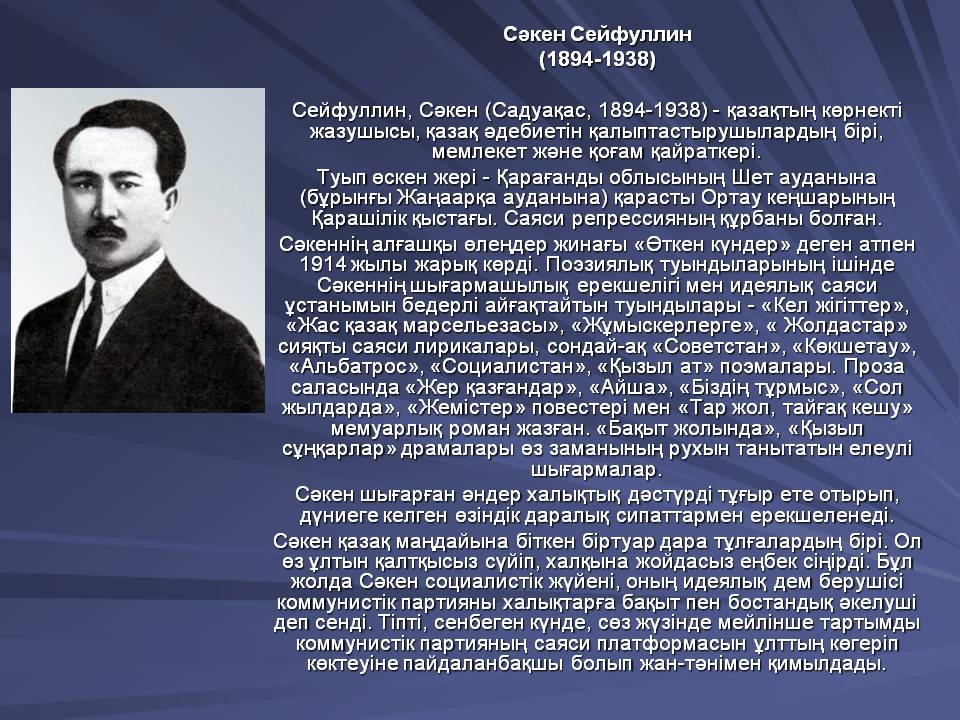 Сәкен Сейфуллин
(1894-1938)
Сейфуллин, Сәкен (Садуақас, 1894-1938) - қазақтың көрнекті
жазушысы, қазақ әдебиетін қалыптастырушылардың бірі,
мемлекет және қоғам қайраткері.
Туып өскен жері - Қарағанды облысының Шет ауданына
(бұрынғы Жаңаарқа ауданына) қарасты Ортау кеңшарының
Қарашілік қыстағы. Саяси репрессияның құрбаны болған.
Сәкеннің алғашқы өлеңдер жинағы «Өткен күндер» деген атпен
1914 жылы жарық көрді. Поэзиялық туындыларының ішінде
Сәкеннің шығармашылық ерекшелігі мен идеялық саяси
ұстанымын бедерлі айғақтайтын туындылары - «Кел жігіттер»,
«Жас қазақ марсельезасы», «Жұмыскерлерге», « Жолдастар»
сияқты саяси лирикалары, сондай-ақ «Советстан», «Көкшетау»,
«Альбатрос», «Социалистан», «Қызыл ат» поэмалары. Проза
саласында «Жер қазғандар», «Айша», «Біздің тұрмыс», «Сол
жылдарда», «Жемістер» повестері мен «Тар жол, тайғақ кешу»
мемуарлық роман жазған. «Бақыт жолында», «Қызыл
сұңқарлар» драмалары өз заманының рухын танытатын елеулі
шығармалар.
Сәкен шығарған әндер халықтық дәстүрді тұғыр ете отырып,
дүниеге келген өзіндік даралық сипаттармен ерекшеленеді.
Сәкен қазақ маңдайына біткен біртуар дара тұлғалардың бірі. Ол
өз ұлтын қалтқысыз сүйіп, халқына жойдасыз еңбек сіңірді. Бұл
жолда Сәкен социалистік жүйені, оның идеялық дем берушісі
коммунистік партияны халықтарға бақыт пен бостандық әкелуші
деп сенді. Тіпті, сенбеген күнде, сөз жүзінде мейлінше тартымды
коммунистік партияның саяси платформасын ұлттың көгеріп
көктеуіне пайдаланбақшы болып жан-тәнімен қимылдады.